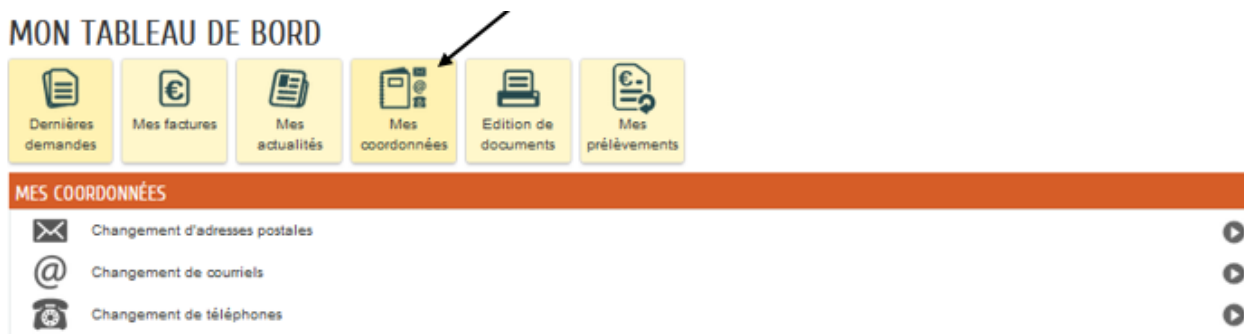 MON TABLEAU DE BORD
Dernières
demandes
Mes factures
Mes
actualités
Mes
coordonnées
Edition de
documents
Mes
prélèvements
MES COORDONNÉES
Changement d'adresses postales
@ Changement de courriels
Changement de téléphones